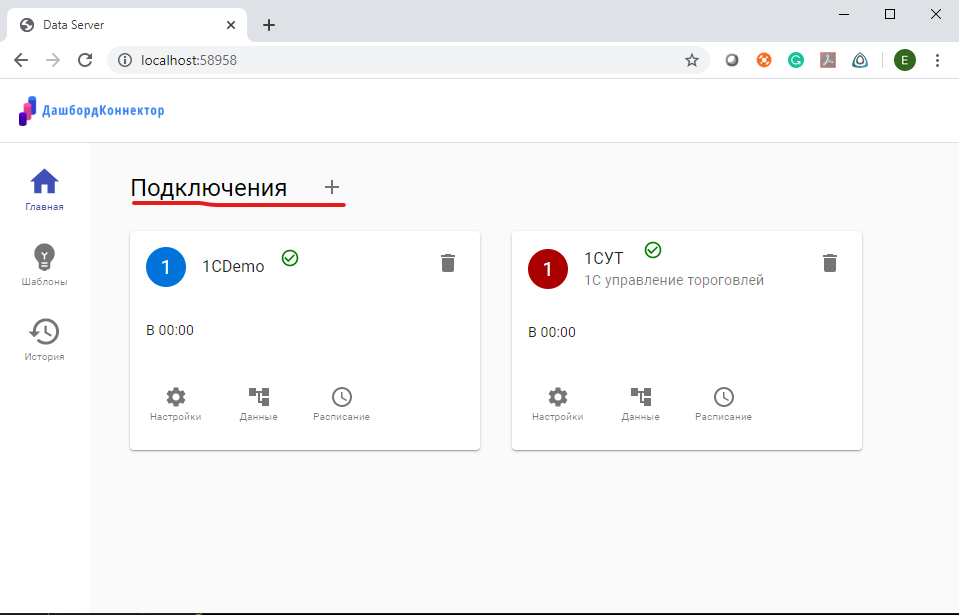 Data Server
localhost:58958
E
ДашбордКоннектор
Главная
Шаблоны
История
Подключения
1
1CDemo
В 00:00
Настройки
Данные
Расписание
1
1СУТ
1С управление тороговлей
В 00:00
Настройки
Данные
Расписание